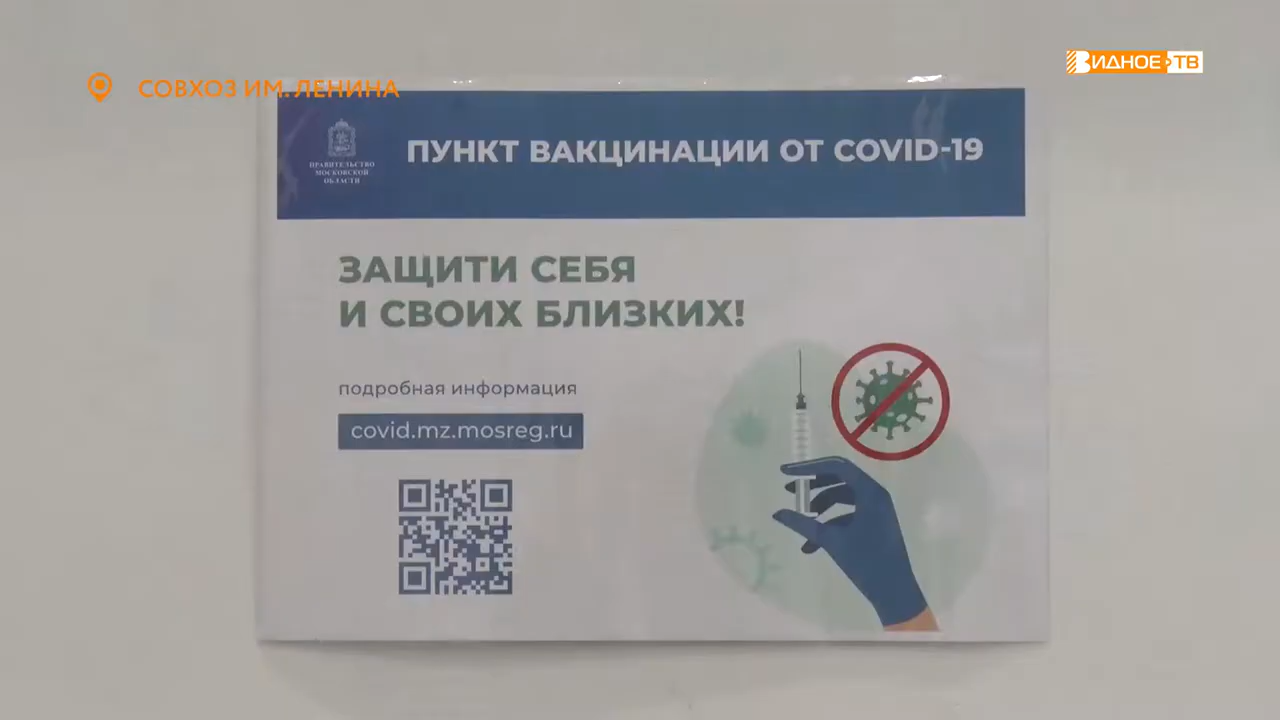 СОВХОЗ ИМ. ЛЕНИНА
ВИДНОЕ ТВ
ПРАВИТЕЛЬСТВО
МОСКОВСКОЙ
ОБЛАСТИ
ПУНКТ ВАКЦИНАЦИИ ОТ COVID-19
ЗАЩИТИ СЕБЯ
И СВОИХ БЛИЗКИХ!
подробная информация
covid.mz.mosreg.ru